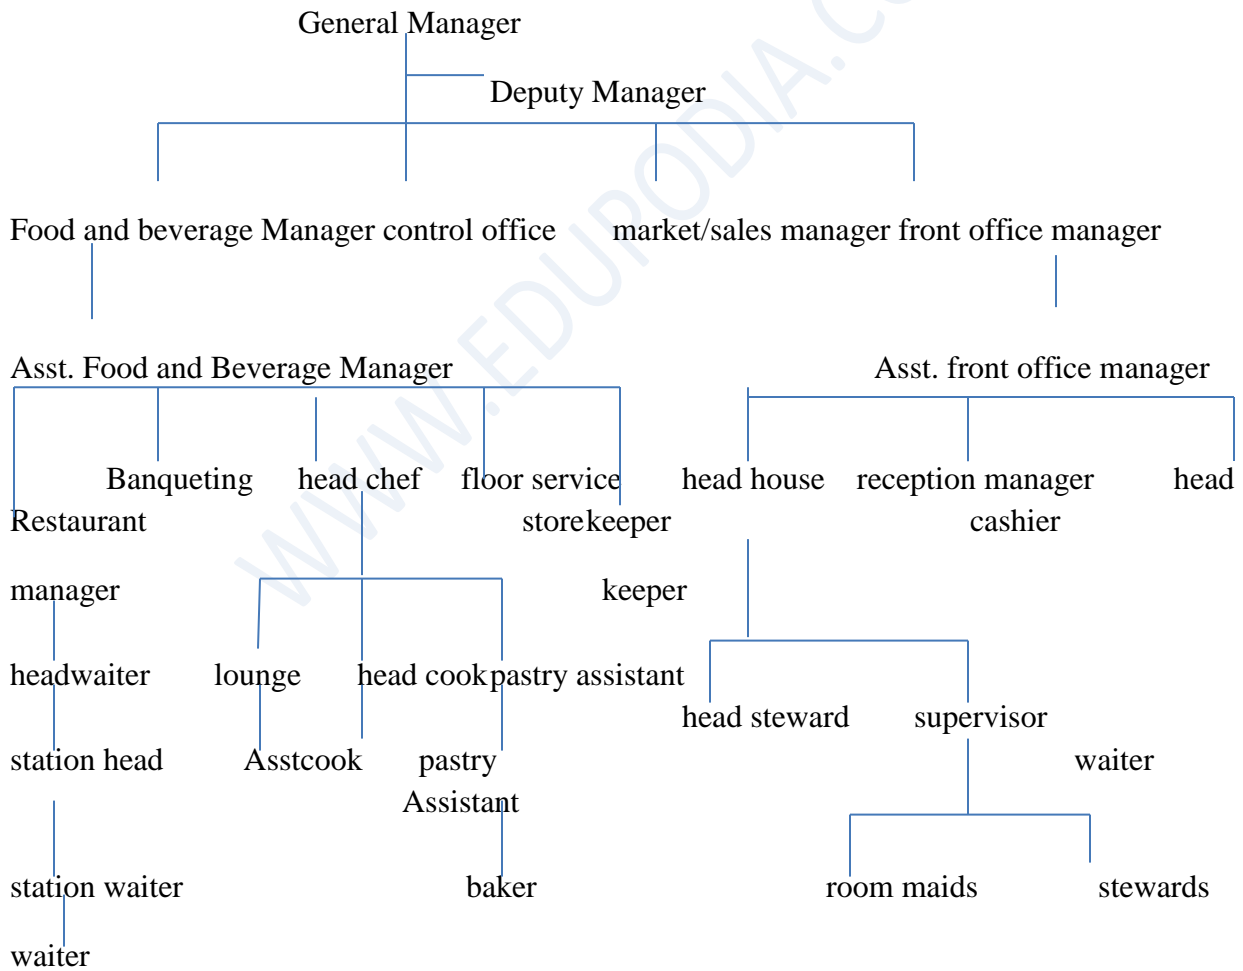 General Manager
Deputy Manager
Food and beverage Manager control office market/sales manager front office manager
Asst. Food and Beverage Manager Asst. front office manager
Banqueting head chef floor service head house reception manager head
Restaurant storekeeper cashier
manager keeper
headwaiter lounge head cook pastry assistant
head steward supervisor
station head Asstcook pastry waiter
Assistant
station waiter baker room maids stewards
waiter
WWW.EDUPODIA.CO